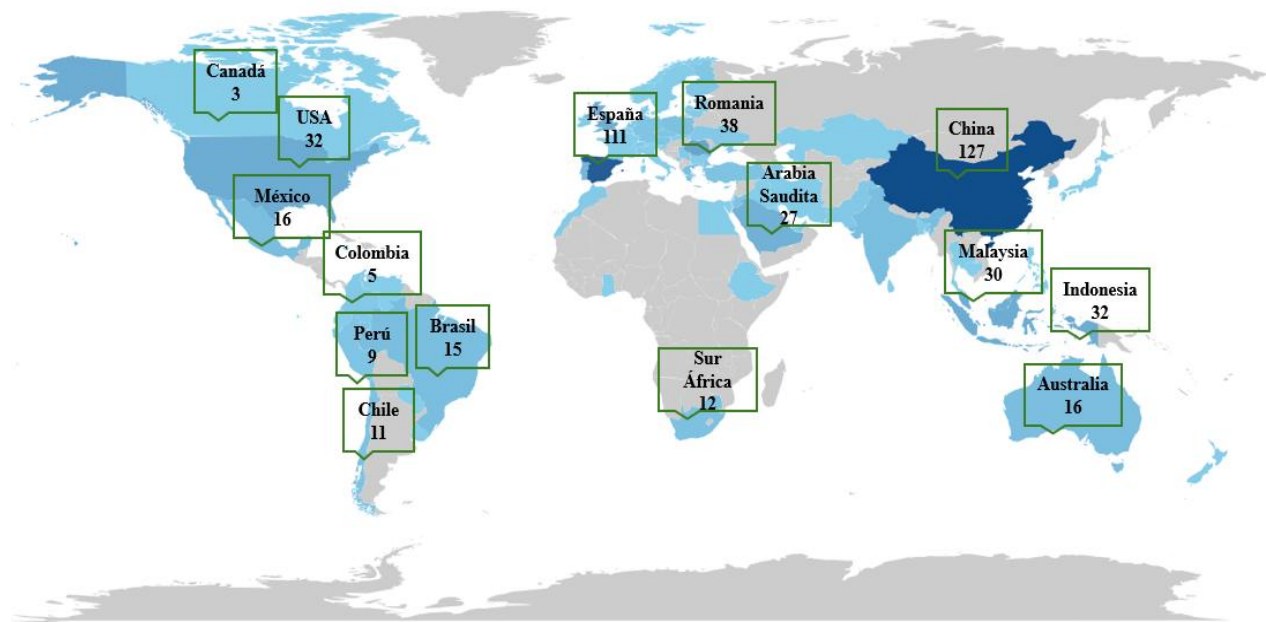 Canadá
3
USA
32
México
16
Colombia
5
Perú
9
Brasil
15
Chile
11
España
111
Romania
38
Arabia
Saudita
27
China
127
Malaysia
30
Indonesia
32
Sur
África
12
Australia
16